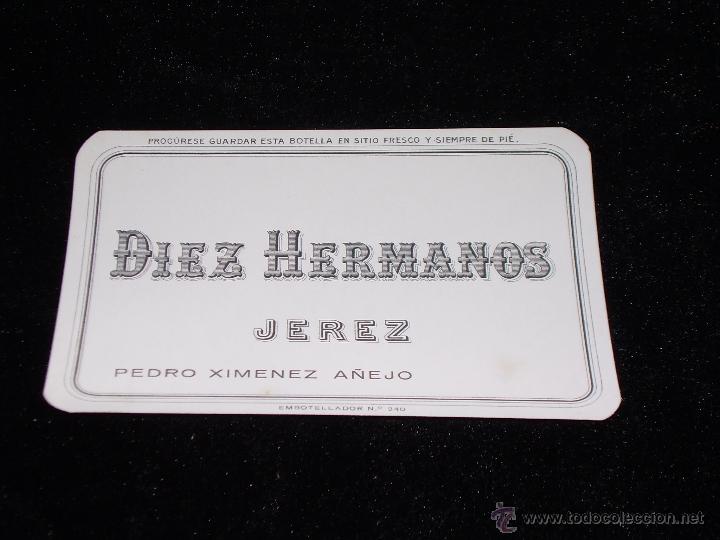 PROCÚRESE GUARDAR ESTA BOTELLA EN SITIO FRESCO Y SIEMPRE DE PIÉ.
DIEZ HERMANOS
JEREZ
PEDRO XIMENEZ AÑEJO
EMBOTELLADOR N.º 240
© todocoleccion.net